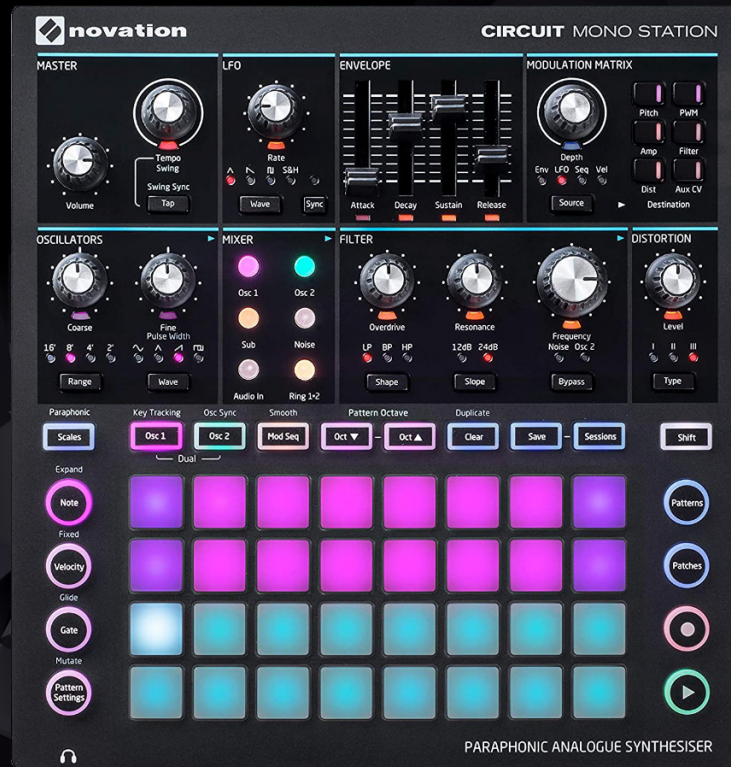 novation
CIRCUIT MONO STATION
MASTER
LFO
ENVELOPE
MODULATION MATRIX
Tempo
Swing
Swing Sync
Volume
Tap
Rate
S&H
Wave
Sync
Attack
Decay
Sustain
Release
Depth
Env LFO Seq Vel
Source
Pitch
PWM
Amp
Filter
Dist
Aux CV
Destination
OSCILLATORS
MIXER
FILTER
DISTORTION
Coarse
Fine
Pulse Width
16' 8' 4' 2'
Range
Wave
Osc 1
Osc 2
Sub
Noise
Audio In
Ring 1*2
Overdrive
Resonance
Frequency
LP BP HP
12dB 24dB
Noise Osc 2
Shape
Slope
Bypass
Level
I II III
Type
Paraphonic
Key Tracking
Osc Sync
Smooth
Pattern Octave
Duplicate
Scales
Osc 1
Osc 2
Mod Seq
Oct ▼
Oct ▲
Clear
Save
Sessions
Shift
Dual
Expand
Note
Patterns
Fixed
Velocity
Patches
Glide
Gate
Mutate
Pattern
Settings
PARAPHONIC ANALOGUE SYNTHESISER